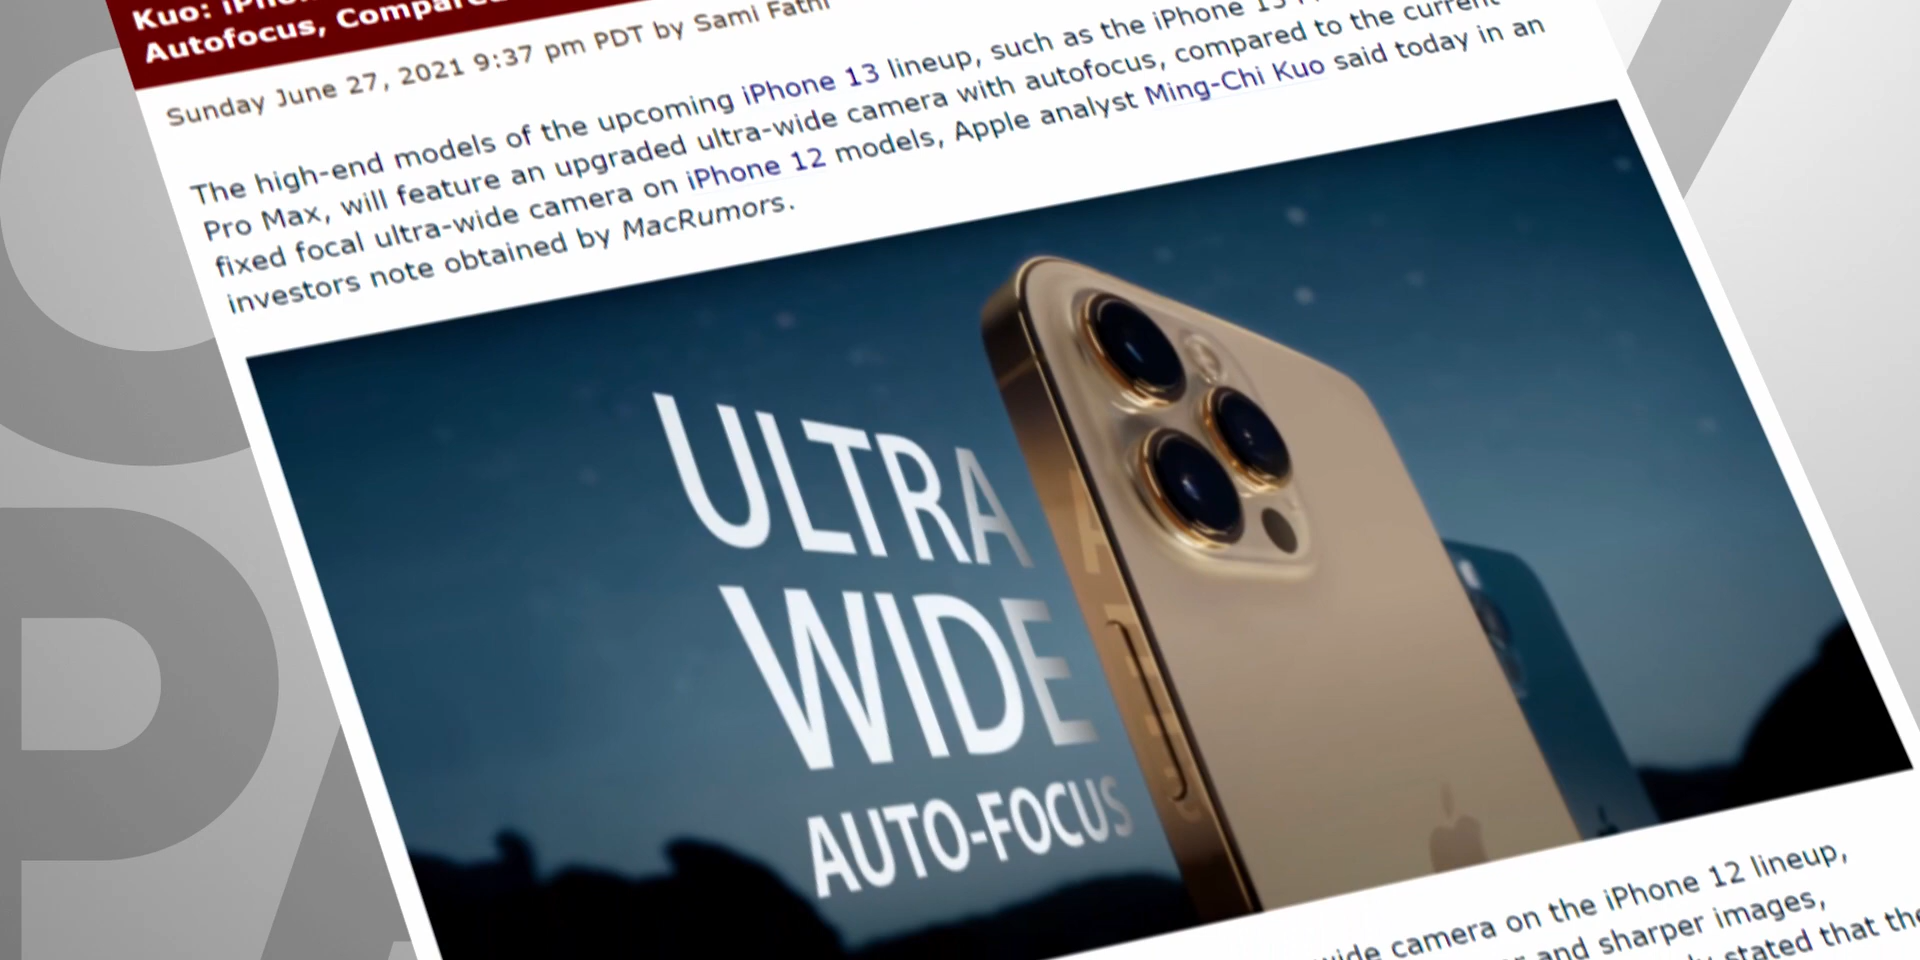 Kuo:
Autofocus,
Sunday June 27, 2021 9:37 pm PDT by Sami Fathi
The high-end models of the upcoming iPhone 13 lineup, such as the iPhone 13
Pro Max, will feature an upgraded ultra-wide camera with autofocus, compared to the current
fixed focal ultra-wide camera on iPhone 12 models, Apple analyst Ming-Chi Kuo said today in an
investors note obtained by MacRumors.
ULTRA
WIDE
AUTO-FOCUS
wide camera on the iPhone 12 lineup,
and sharper images,
stated that the